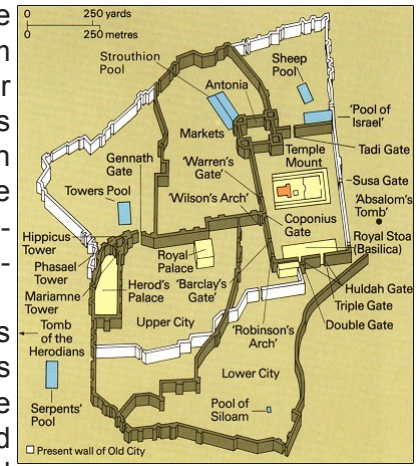 0 250 yards
0 250 metres
Strouthion
Pool
Sheep
Pool
Antonia
'Pool of
Israel'
Markets
Tadi Gate
Gennath
Gate
'Warren's
Gate'
Temple
Mount
Susa Gate
Towers Pool
'Wilson's Arch'
'Absalom's
Tomb'
Coponius
Gate
Hippicus
Tower
Royal Stoa
(Basilica)
Phasael
Tower
Royal
Palace
Mariamne
Tower
Herod's
Palace
'Barclay's
Gate'
Huldah Gate
Triple Gate
Double Gate
Upper City
'Robinson's
Arch'
Tomb
of the
Herodians
Lower City
Serpents'
Pool
Pool of
Siloam
Present wall of Old City